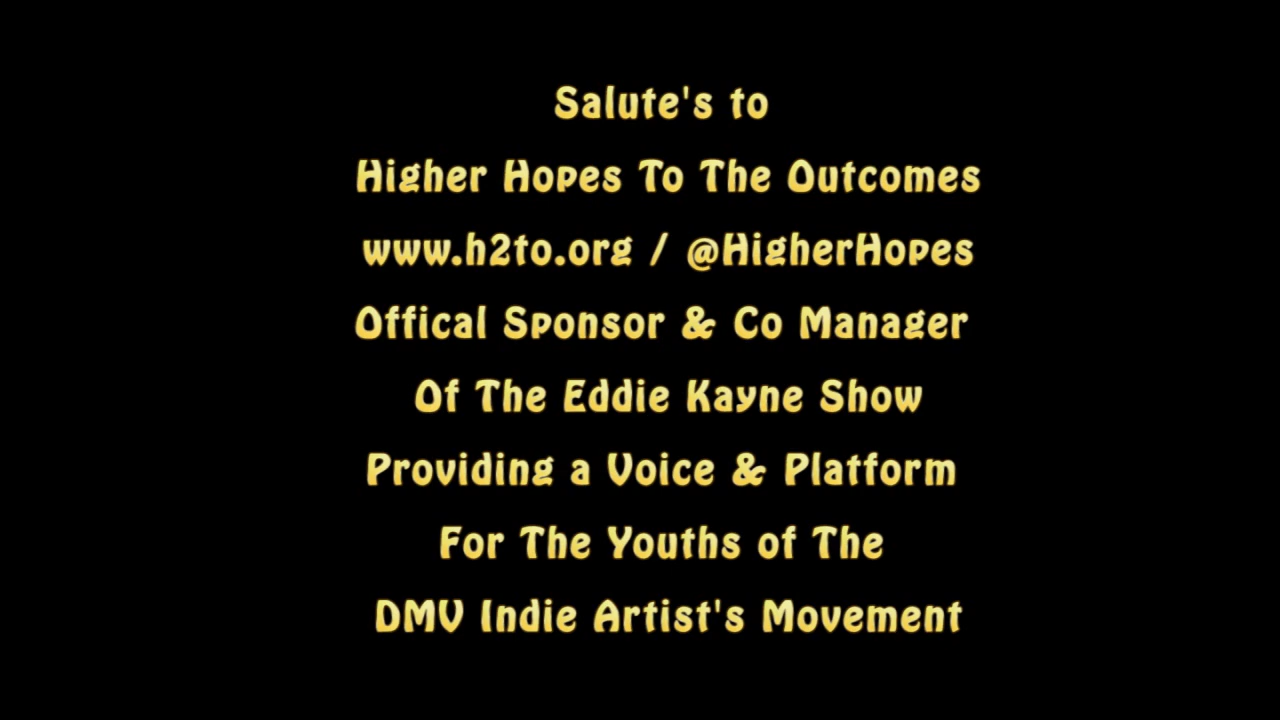 Salute's to
Higher Hopes To The Outcomes
www.h2to.org / @HigherHopes
Offical Sponsor & Co Manager
Of The Eddie Kayne Show
Providing a Voice & Platform
For The Youths of The
DMV Indie Artist's Movement